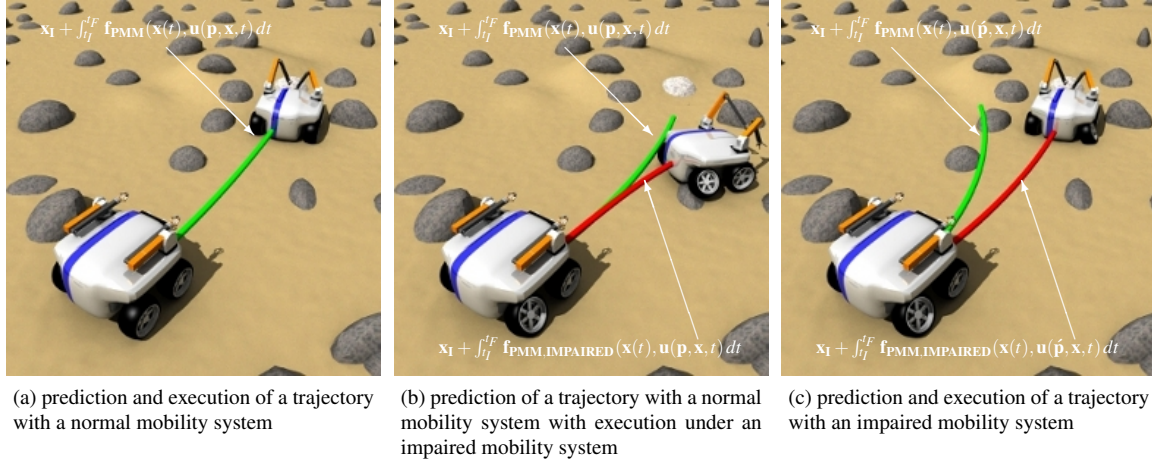 x_I + ∫_{t_I}^{t_F} f_PMM(x(t), u(p, x, t) dt
x_I + ∫_{t_I}^{t_F} f_PMM(x(t), u(p, x, t) dt
x_I + ∫_{t_I}^{t_F} f_PMM(x(t), u(ṕ, x, t) dt
x_I + ∫_{t_I}^{t_F} f_PMM,IMPAIRED(x(t), u(p, x, t) dt
x_I + ∫_{t_I}^{t_F} f_PMM,IMPAIRED(x(t), u(ṕ, x, t) dt
(a) prediction and execution of a trajectory
with a normal mobility system
(b) prediction of a trajectory with a normal
mobility system with execution under an
impaired mobility system
(c) prediction and execution of a trajectory
with an impaired mobility system